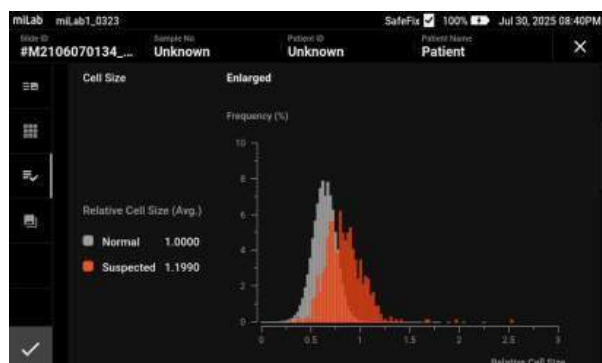 miLab miLab1_0323 SafeFix 100% Jul 30, 2025 08:40PM
Slide ID Sample No. Patient ID Patient Name
#M2106070134_... Unknown Unknown Patient
Cell Size Enlarged
Frequency (%)
10
8
6
4
2
0
Relative Cell Size (Avg.)
Normal 1.0000
Suspected 1.1990
0 0.5 1 1.5 2 2.5 3
Relative Cell Size